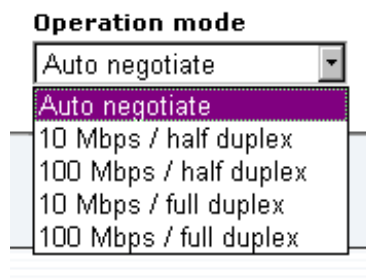 Operation mode
Auto negotiate
Auto negotiate
10 Mbps / half duplex
100 Mbps / half duplex
10 Mbps / full duplex
100 Mbps / full duplex